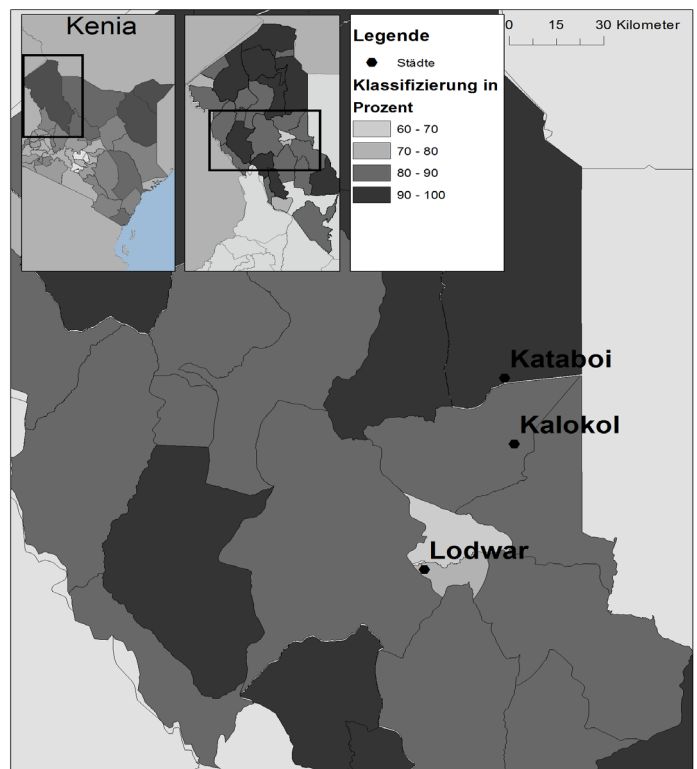 Kenia
Legende
Städte
Klassifizierung in
Prozent
60 - 70
70 - 80
80 - 90
90 - 100
0 15 30 Kilometer
Kataboi
Kalokol
Lodwar